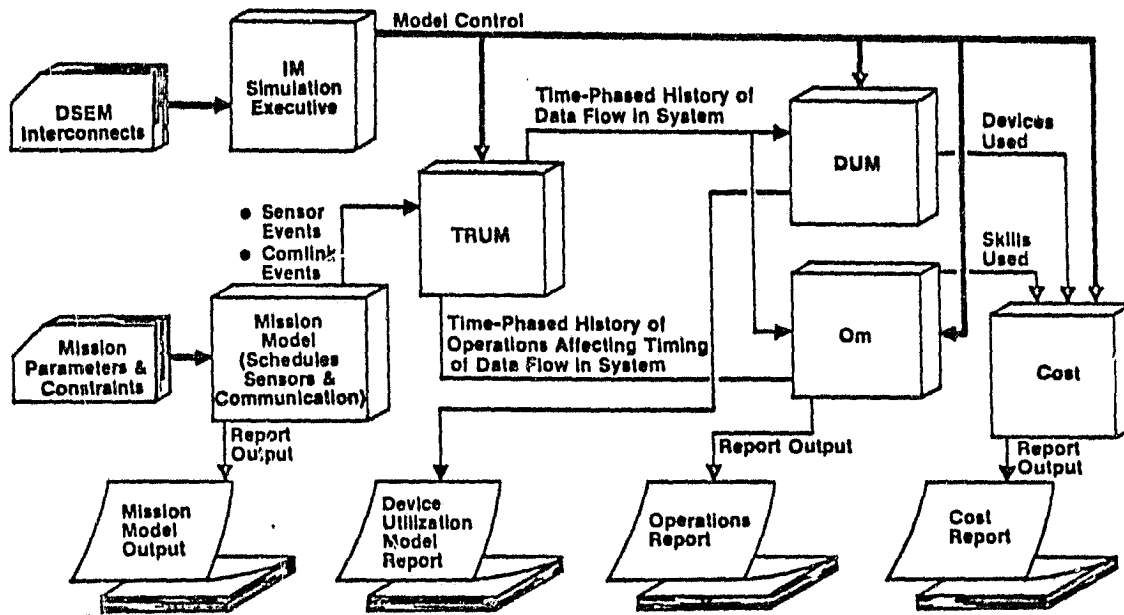 Model Control
IM
Simulation
Executive
DSEM
Interconnects
Time-Phased History of
Data Flow in System
DUM
Devices
Used
● Sensor
Events
● Comlink
Events
TRUM
Skills
Used
Mission
Parameters &
Constraints
Mission
Model
(Schedules
Sensors &
Communication)
Time-Phased History of
Operations Affecting Timing
of Data Flow in System
Om
Cost
Report
Output
Report Output
Report
Output
Mission
Model
Output
Device
Utilization
Model
Report
Operations
Report
Cost
Report